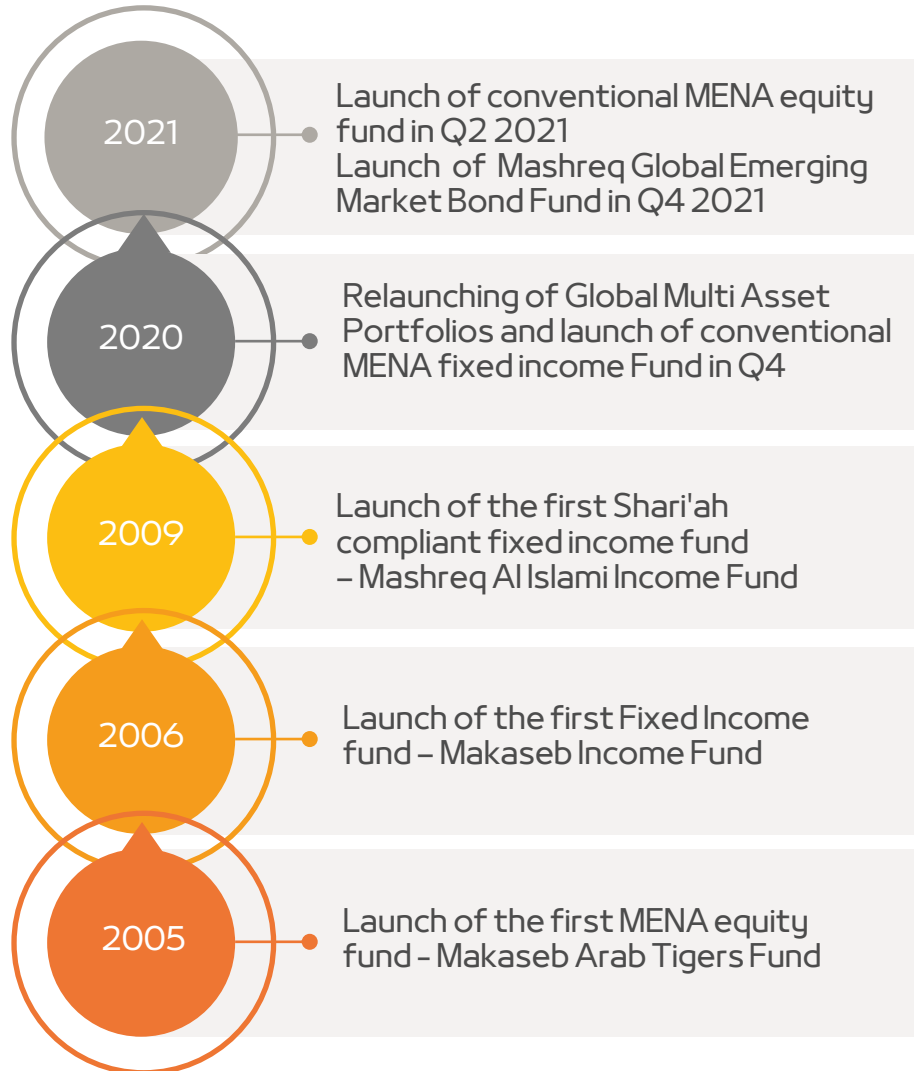 2021
Launch of conventional MENA equity
fund in Q2 2021
Launch of Mashreq Global Emerging
Market Bond Fund in Q4 2021
2020
Relaunching of Global Multi Asset
Portfolios and launch of conventional
MENA fixed income Fund in Q4
2009
Launch of the first Shari'ah
compliant fixed income fund
– Mashreq Al Islami Income Fund
2006
Launch of the first Fixed Income
fund – Makaseb Income Fund
2005
Launch of the first MENA equity
fund - Makaseb Arab Tigers Fund